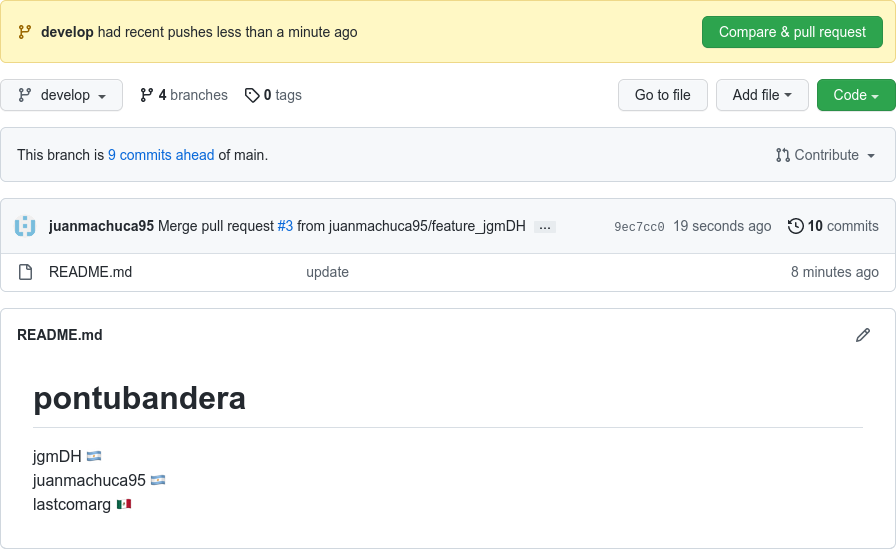 develop had recent pushes less than a minute ago
Compare & pull request
develop
4 branches
0 tags
Go to file
Add file
Code
This branch is 9 commits ahead of main.
Contribute
juanmachuca95 Merge pull request #3 from juanmachuca95/feature_jgmDH ...
9ec7cc0 19 seconds ago
10 commits
README.md
update
8 minutes ago
README.md
pontubandera
jgmDH 🇦🇷
juanmachuca95 🇦🇷
lastcomarg 🇲🇽